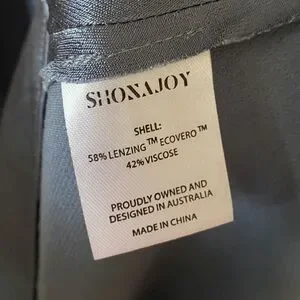 SHONAJOY
SHELL:
58% LENZING™ ECOVERO™
42% VISCOSE
PROUDLY OWNED AND
DESIGNED IN AUSTRALIA
MADE IN CHINA